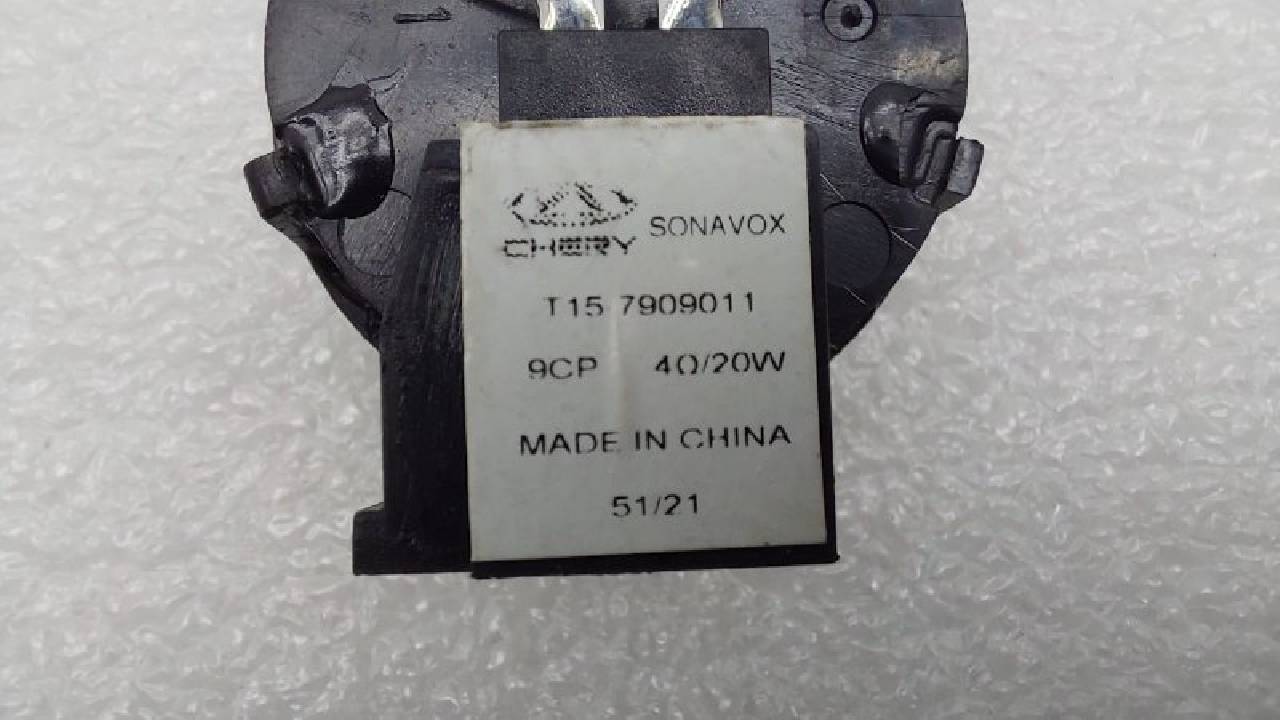 CHERY SONAVOX
T15 7909011
9CP 4Ω/20W
MADE IN CHINA
51/21